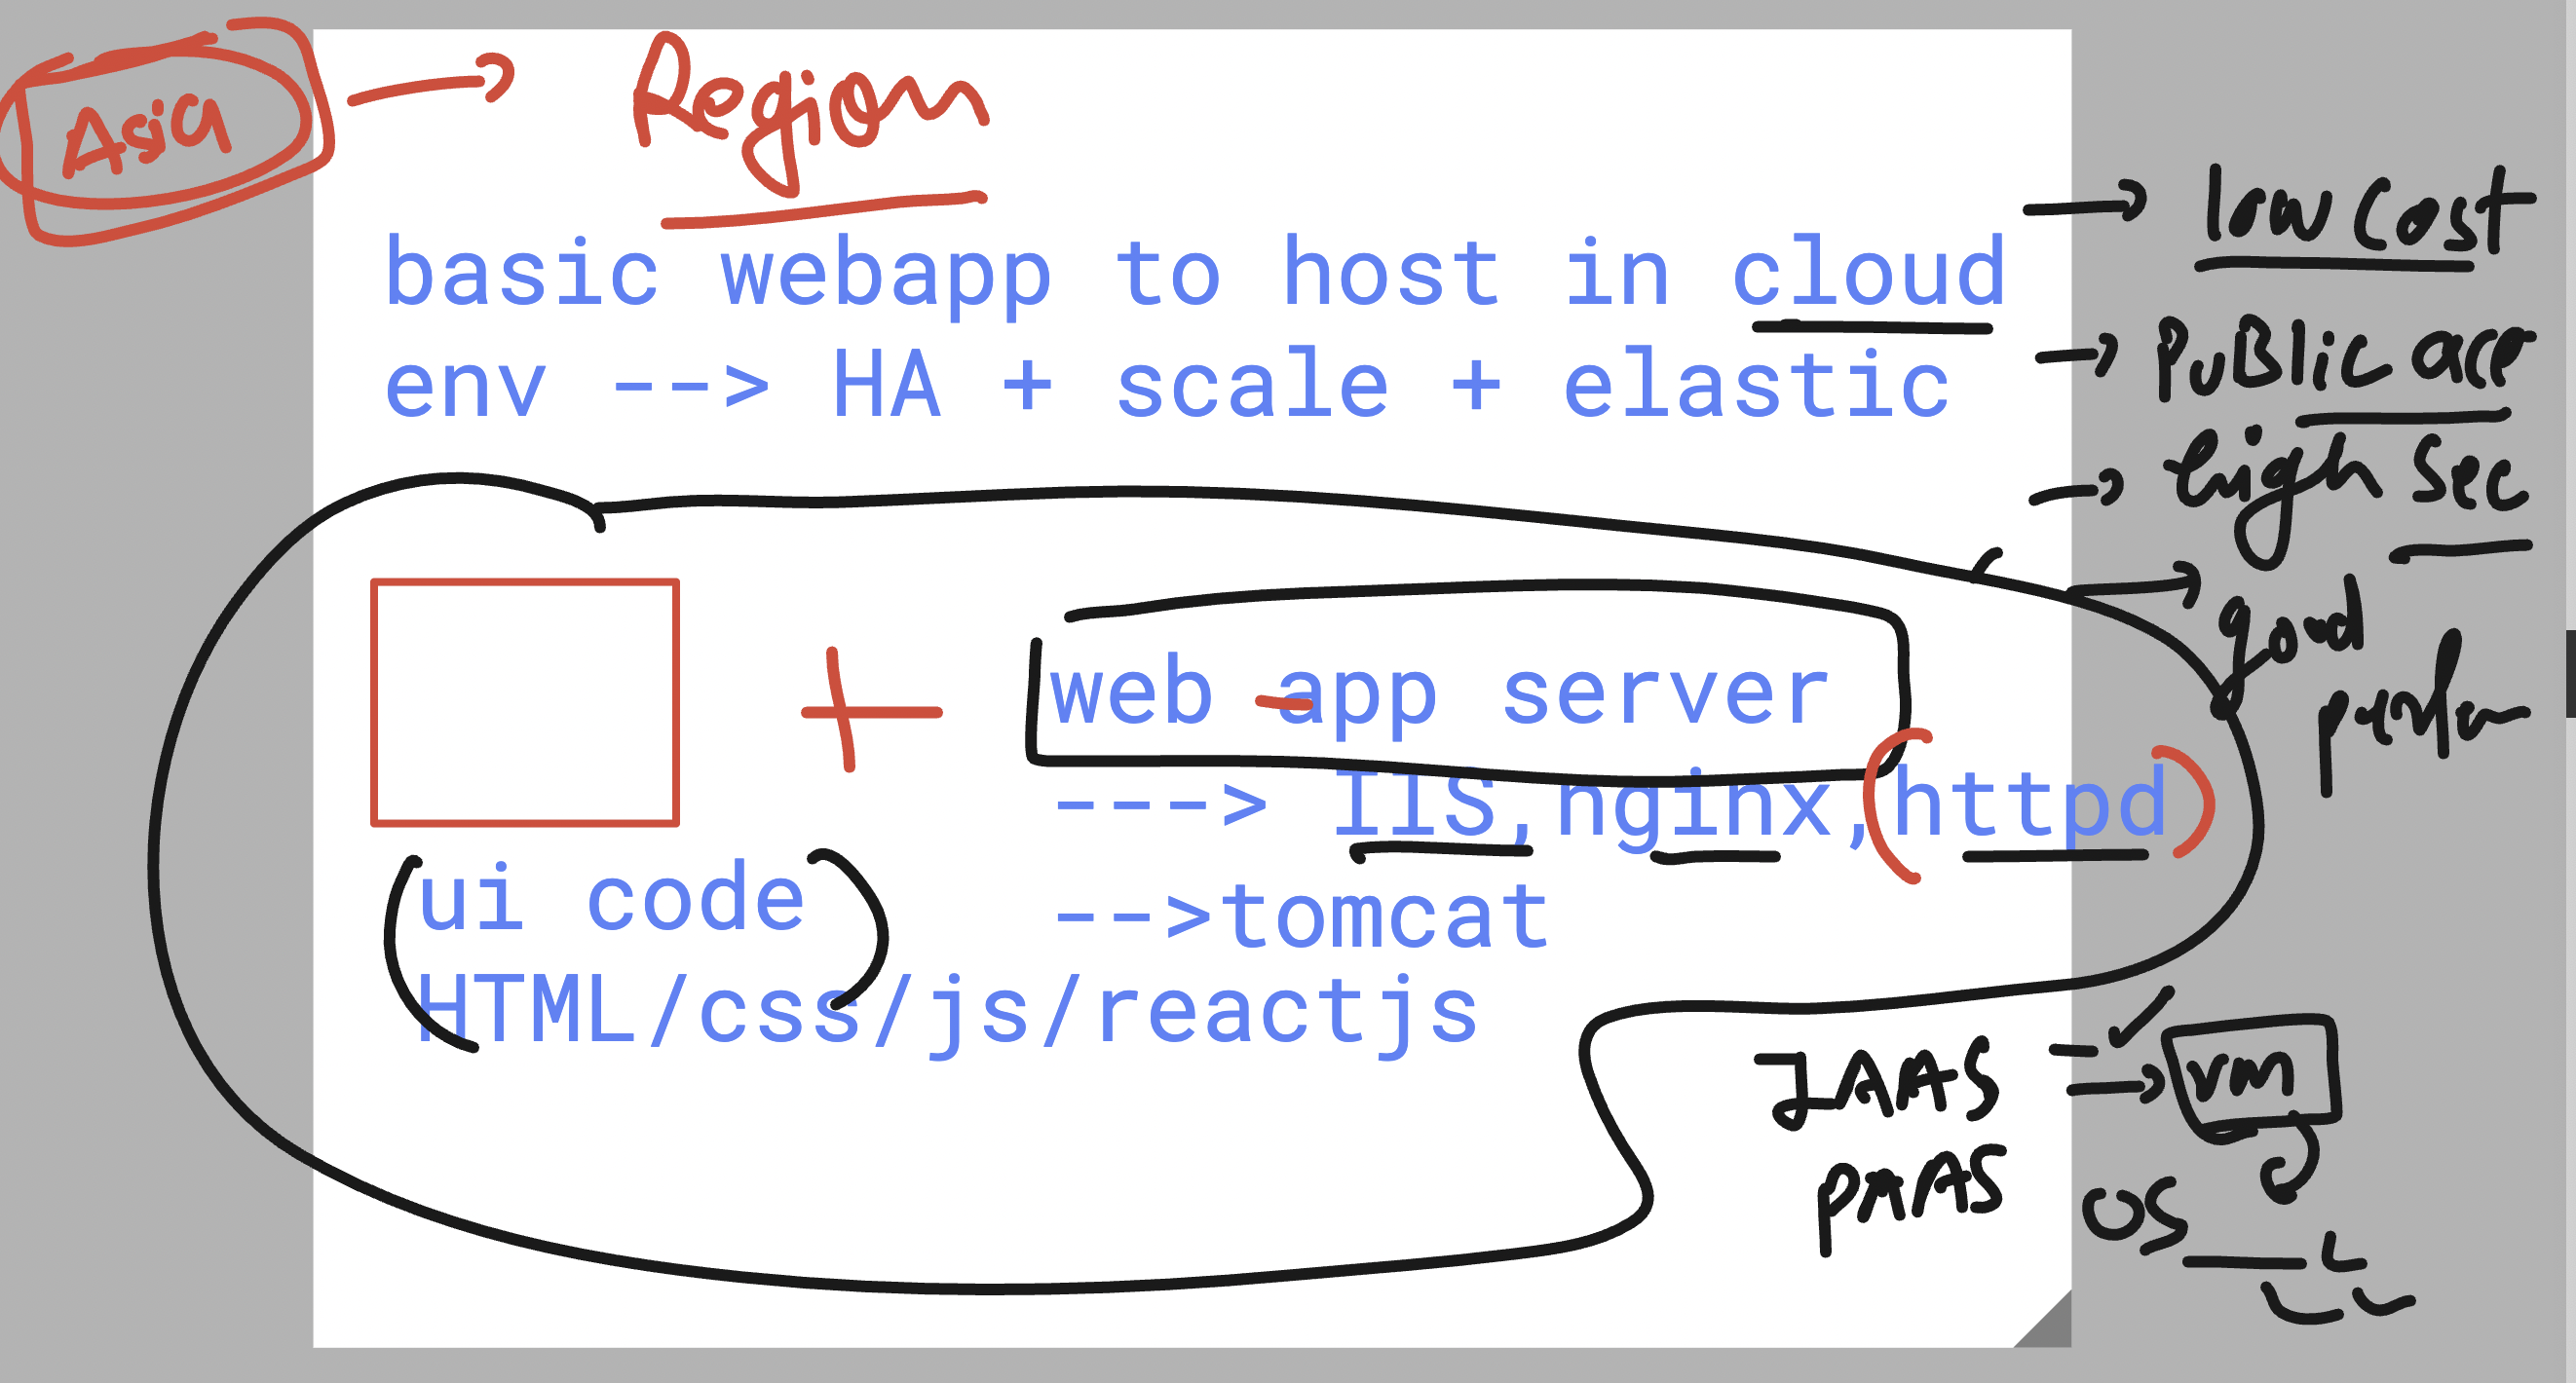 Asia
Region
basic webapp to host in cloud
env --> HA + scale + elastic
low cost
PUBlic acc
high sec
good
perfor
web app server
---> IIS,nginx,(httpd)
-->tomcat
(ui code)
HTML/css/js/reactjs
IAAS
vm
PAAS
OS